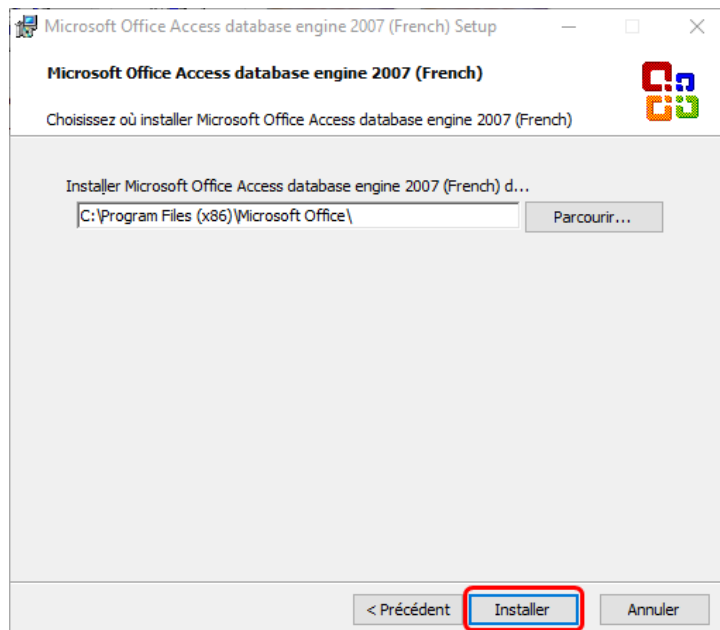 Microsoft Office Access database engine 2007 (French) Setup
Microsoft Office Access database engine 2007 (French)
Choisissez où installer Microsoft Office Access database engine 2007 (French)
Installer Microsoft Office Access database engine 2007 (French) d...
C:\Program Files (x86)\Microsoft Office\
Parcourir...
< Précédent
Installer
Annuler